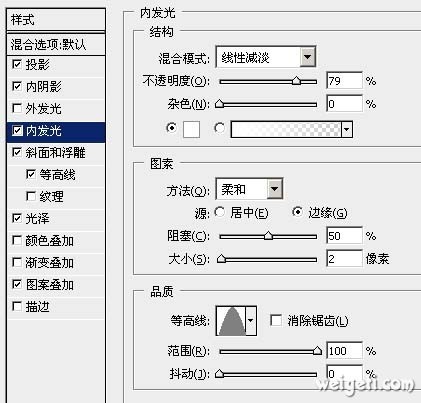 样式
混合选项:默认
投影
内阴影
外发光
内发光
斜面和浮雕
等高线
纹理
光泽
颜色叠加
渐变叠加
图案叠加
描边
内发光
结构
混合模式: 线性减淡
不透明度(O): 79 %
杂色(N): 0 %
图素
方法(Q): 柔和
源: 居中(E) 边缘(G)
阻塞(C): 50 %
大小(S): 2 像素
品质
等高线: 消除锯齿(L)
范围(R): 100 %
抖动(J): 0 %
weigeti.com